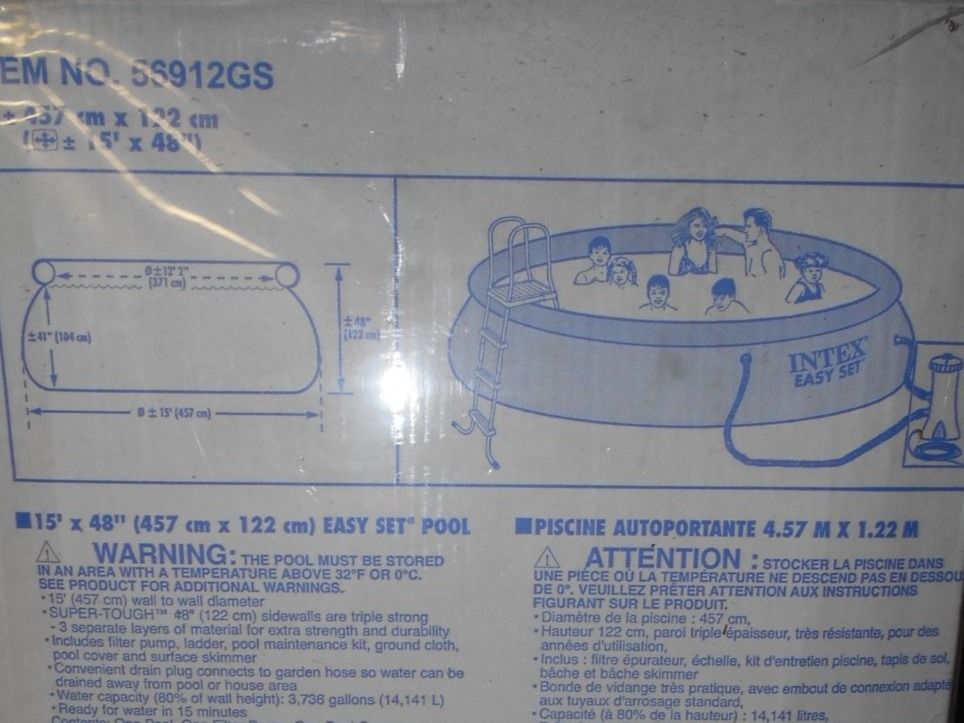 EM NO. 56912GS
± 457 cm x 122 cm
( ± 15' x 48")
Ø±12' 2"
(371 cm)
±41" (104 cm)
±48"
(122 cm)
Ø ± 15' (457 cm)
INTEX
EASY SET
15' x 48" (457 cm x 122 cm) EASY SET® POOL
WARNING: THE POOL MUST BE STORED
IN AN AREA WITH A TEMPERATURE ABOVE 32°F OR 0°C.
SEE PRODUCT FOR ADDITIONAL WARNINGS.
• 15' (457 cm) wall to wall diameter
• SUPER-TOUGH™ 48" (122 cm) sidewalls are triple strong
- 3 separate layers of material for extra strength and durability
• Includes filter pump, ladder, pool maintenance kit, ground cloth,
pool cover and surface skimmer
• Convenient drain plug connects to garden hose so water can be
drained away from pool or house area
• Water capacity (80% of wall height): 3,736 gallons (14,141 L)
• Ready for water in 15 minutes
PISCINE AUTOPORTANTE 4.57 M X 1.22 M
ATTENTION : STOCKER LA PISCINE DANS
UNE PIÈCE OÙ LA TEMPÉRATURE NE DESCEND PAS EN DESSOU
DE 0°. VEUILLEZ PRÊTER ATTENTION AUX INSTRUCTIONS
FIGURANT SUR LE PRODUIT.
• Diamètre de la piscine : 457 cm,
• Hauteur 122 cm, paroi triple épaisseur, très résistante, pour des
années d'utilisation,
• Inclus : filtre épurateur, échelle, kit d'entretien piscine, tapis de sol,
bâche et bâche skimmer
• Bonde de vidange très pratique, avec embout de connexion adapté
aux tuyaux d'arrosage standard,
• Capacité (à 80% de la hauteur) : 14,141 litres,